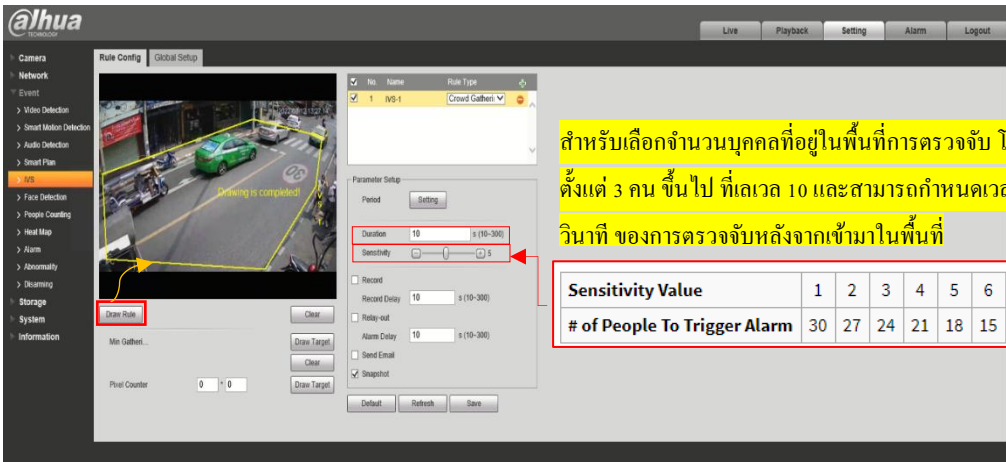 alhua
TECHNOLOGY
Live Playback Setting Alarm Logout
Camera
Network
Event
Video Detection
Smart Motion Detection
Audio Detection
Smart Plan
IVS
Face Detection
People Counting
Heat Map
Alarm
Abnormality
Disarming
Storage
System
Information
Rule Config Global Setup
Drawing is completed!
Draw Rule Clear
Min Gatheri... Draw Target
Clear
Pixel Counter 0 * 0 Draw Target
No. Name Rule Type
1 IVS-1 Crowd Gatheri
Parameter Setup
Period Setting
Duration 10 s (10~300)
Sensitivity 5
Record
Record Delay 10 s (10~300)
Relay-out
Alarm Delay 10 s (10~300)
Send Email
Snapshot
Default Refresh Save
สำหรับเลือกจำนวนบุคคลที่อยู่ในพื้นที่การตรวจจับ โ
ตั้งแต่ 3 คน ขึ้นไป ที่เลเวล 10 และสามารถกำหนดเวล
วินาที ของการตรวจจับหลังจากเข้ามาในพื้นที่
Sensitivity Value 1 2 3 4 5 6
# of People To Trigger Alarm 30 27 24 21 18 15